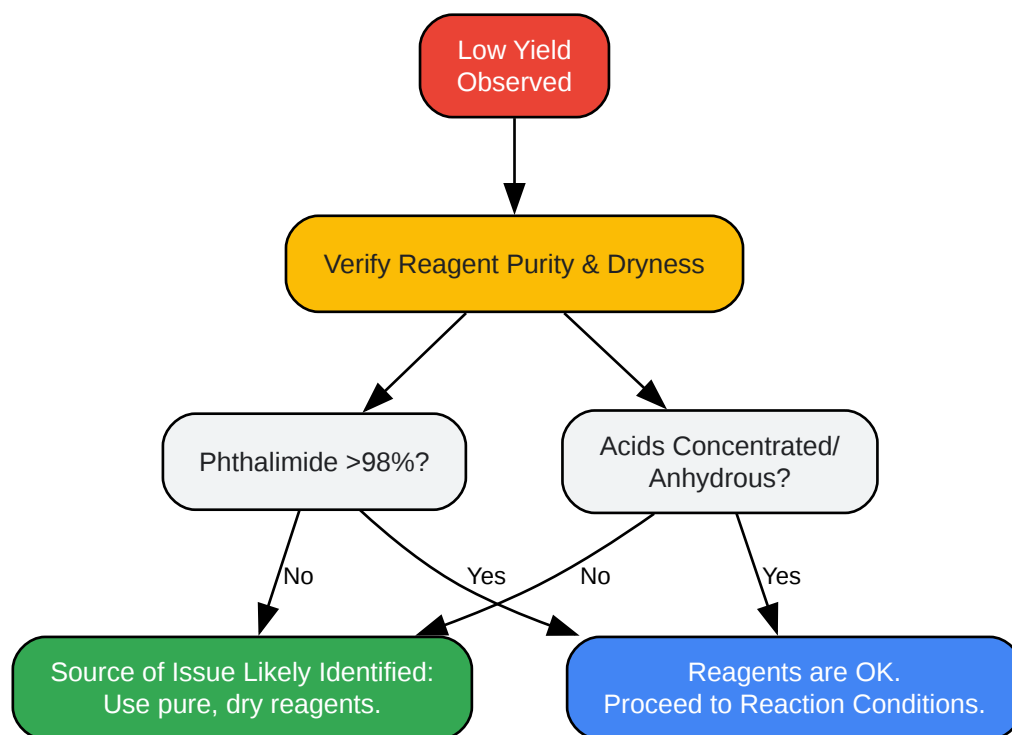 Low Yield
Observed
Verify Reagent Purity & Dryness
Phthalimide >98%?
Acids Concentrated/
Anhydrous?
No
Yes
No
Yes
Source of Issue Likely Identified:
Use pure, dry reagents.
Reagents are OK.
Proceed to Reaction Conditions.